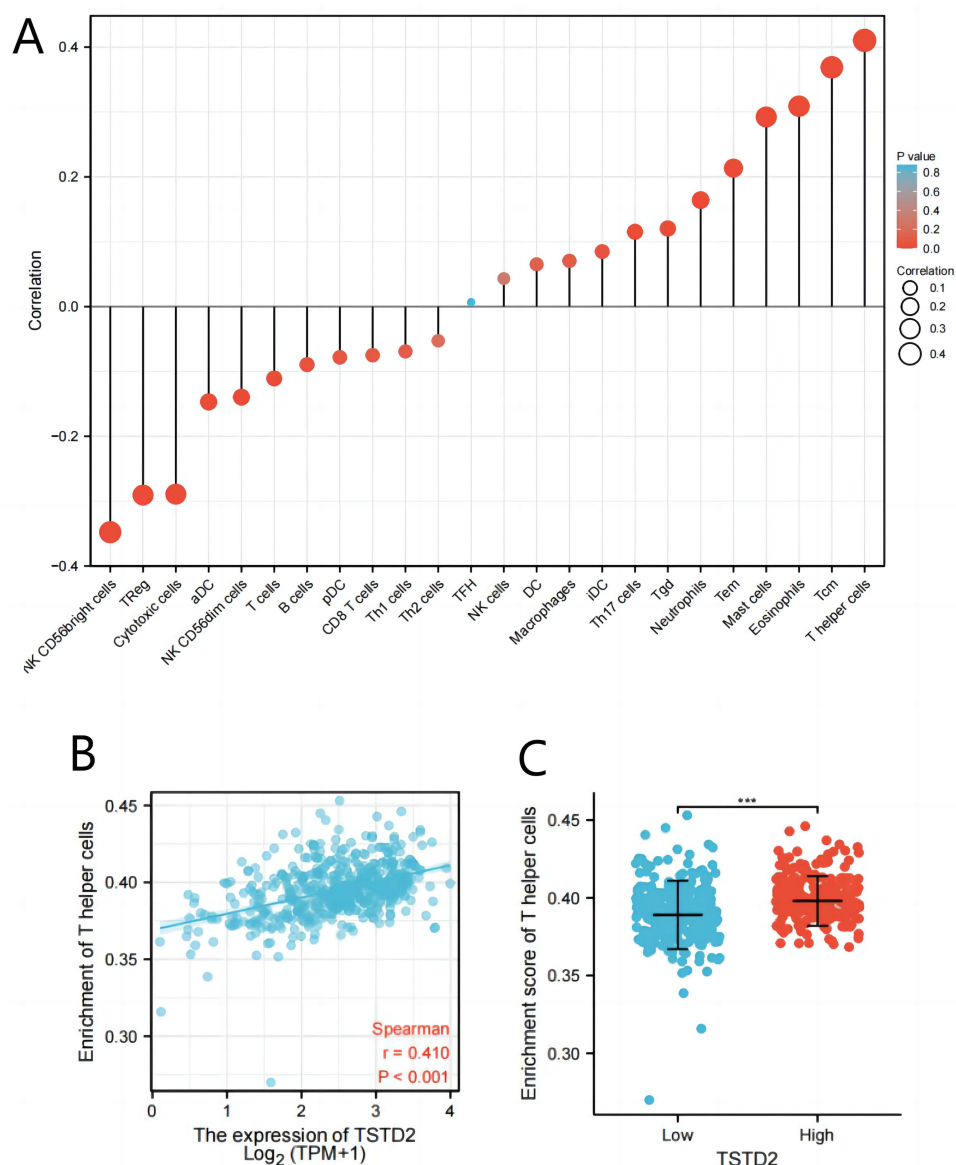 A
0.4
0.2
0.0
−0.2
−0.4
Correlation
NK CD56bright cells
TReg
Cytotoxic cells
aDC
NK CD56dim cells
T cells
B cells
pDC
CD8 T cells
Th1 cells
Th2 cells
TFH
NK cells
DC
Macrophages
iDC
Th17 cells
Tgd
Neutrophils
Tem
Mast cells
Eosinophils
Tcm
T helper cells
P value
0.8
0.6
0.4
0.2
0.0
Correlation
0.1
0.2
0.3
0.4
B
Enrichment of T helper cells
0.45
0.40
0.35
0.30
Spearman
r = 0.410
P < 0.001
0 1 2 3 4
The expression of TSTD2
Log₂ (TPM+1)
C
Enrichment score of T helper cells
0.45
0.40
0.35
0.30
***
Low High
TSTD2